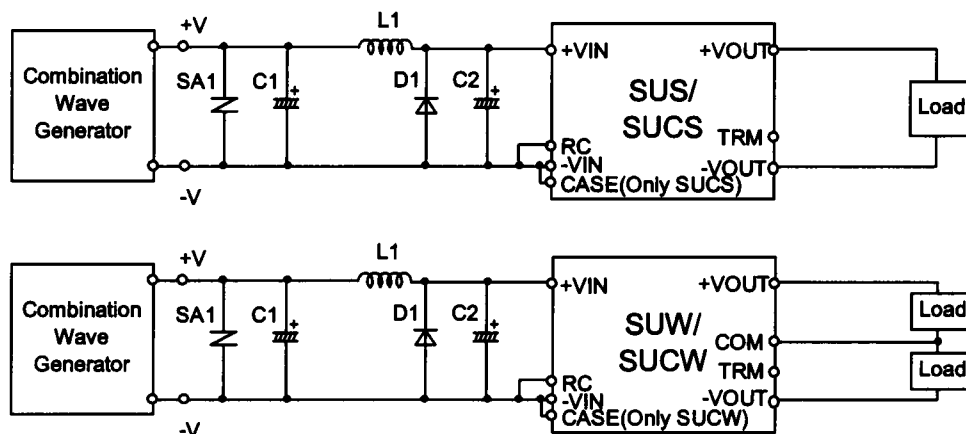 +V
L1
Combination
Wave
Generator
SA1
C1
+
D1
C2
+
+VIN
SUS/
SUCS
+VOUT
Load
TRM
RC
-VIN
-VOUT
CASE(Only SUCS)
-V
+V
L1
Combination
Wave
Generator
SA1
C1
+
D1
C2
+
+VIN
SUW/
SUCW
+VOUT
Load
COM
Load
TRM
RC
-VIN
-VOUT
CASE(Only SUCW)
-V